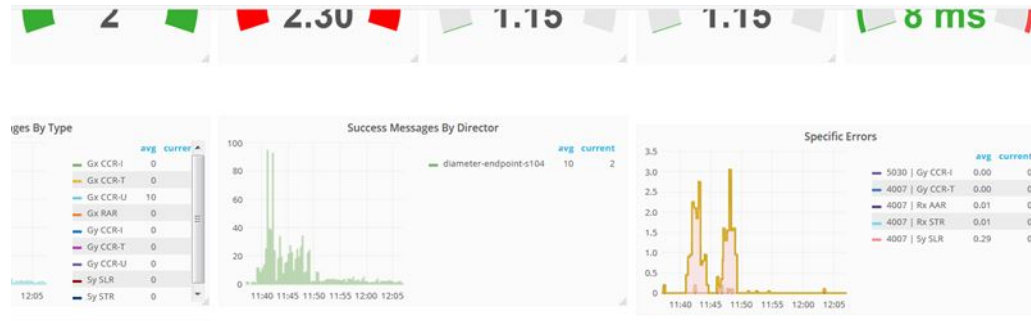 2
2.30
1.15
1.15
8 ms
ges By Type
avg
Gx CCR-I 0
Gx CCR-T 0
Gx CCR-U 10
Gx RAR 0
Gy CCR-I 0
Gy CCR-T 0
Gy CCR-U 0
Sy SLR 0
Sy STR 0
12:05
Success Messages By Director
100
80
60
40
20
0
11:40 11:45 11:50 11:55 12:00 12:05
avg current
diameter-endpoint-s104 10 2
Specific Errors
3.5
3.0
2.5
2.0
1.5
1.0
0.5
0
11:40 11:45 11:50 11:55 12:00 12:05
avg current
5030 | Gy CCR-I 0.00 0
4007 | Gy CCR-T 0.00 0
4007 | Rx AAR 0.01 0
4007 | Rx STR 0.01 0
4007 | Sy SLR 0.29 0